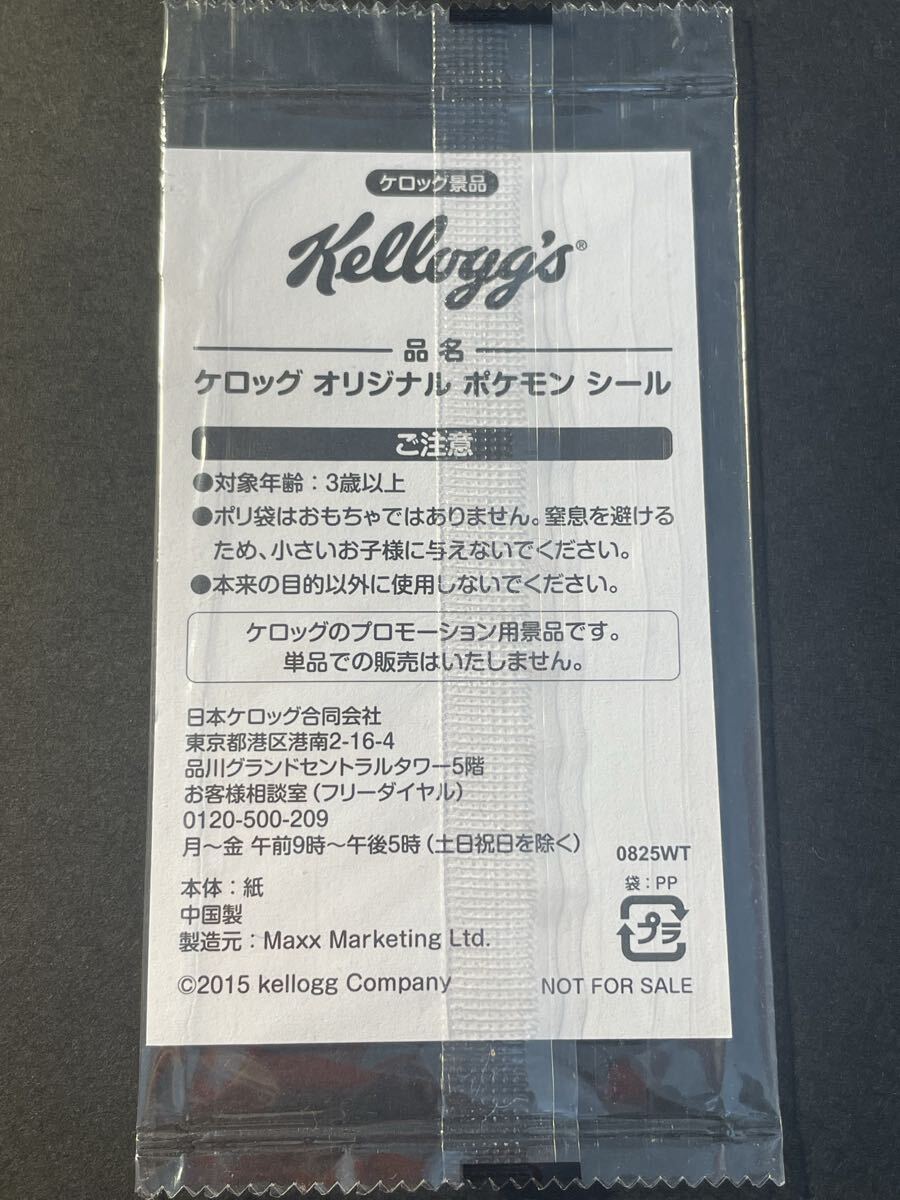 ケロッグ景品
Kellogg's®
品名
ケロッグ オリジナル ポケモン シール
ご注意
●対象年齢：3歳以上
●ポリ袋はおもちゃではありません。窒息を避ける
ため、小さいお子様に与えないでください。
●本来の目的以外に使用しないでください。
ケロッグのプロモーション用景品です。
単品での販売はいたしません。
日本ケロッグ合同会社
東京都港区港南2-16-4
品川グランドセントラルタワー5階
お客様相談室（フリーダイヤル）
0120-500-209
月〜金 午前9時〜午後5時（土日祝日を除く）
0825WT
本体：紙
中国製
製造元：Maxx Marketing Ltd.
袋：PP
プラ
©2015 kellogg Company
NOT FOR SALE